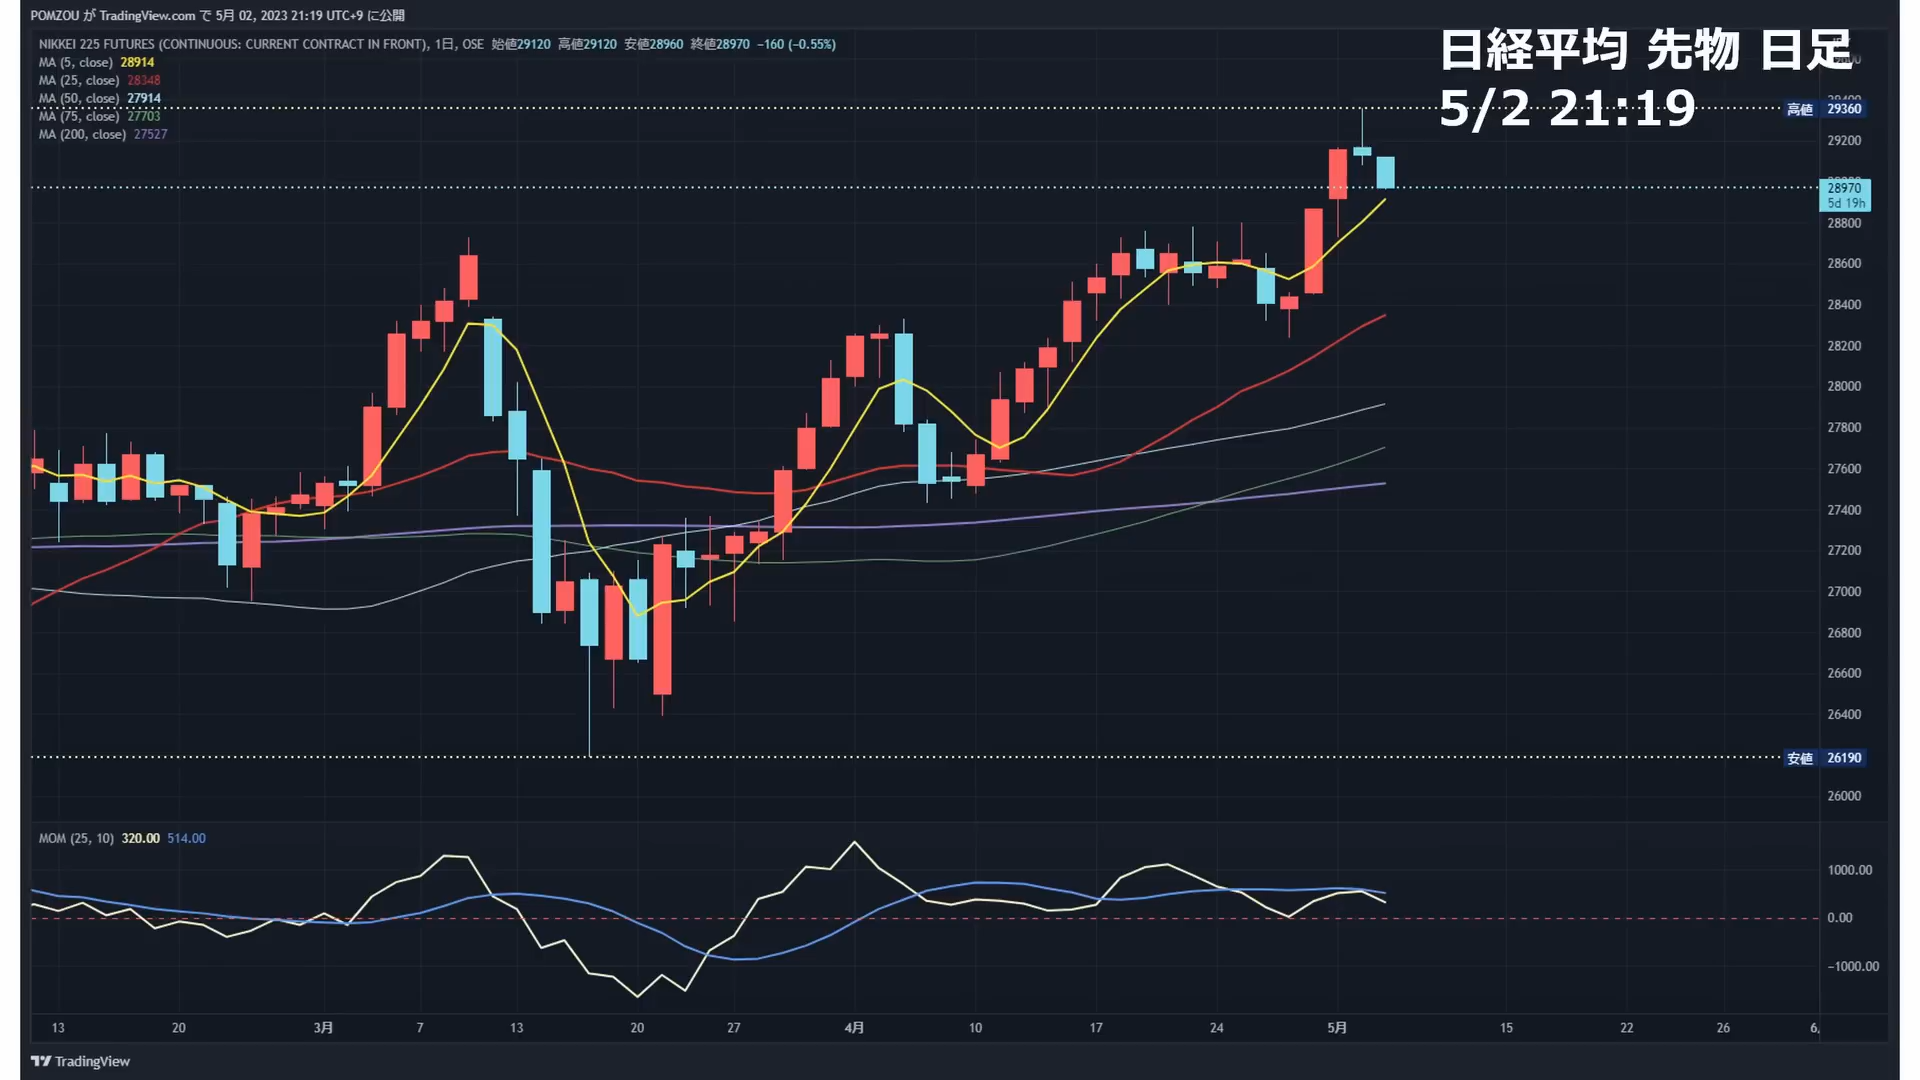 POMZOU が TradingView.com で 5月 02, 2023 21:19 UTC+9 に公開
日経平均 先物 日足
5/2 21:19
NIKKEI 225 FUTURES (CONTINUOUS: CURRENT CONTRACT IN FRONT), 1日, OSE 始値29120 高値29120 安値28960 終値28970 −160 (−0.55%)
MA (5, close) 28914
MA (25, close) 28348
MA (50, close) 27914
MA (75, close) 27703
MA (200, close) 27527
高値 29360
29200
28970
5d 19h
28800
28600
28400
28200
28000
27800
27600
27400
27200
27000
26800
26600
26400
安値 26190
26000
MOM (25, 10) 320.00 514.00
1000.00
0.00
−1000.00
13 20 3月 7 13 20 27 4月 10 17 24 5月 15 22 26 6,
TradingView